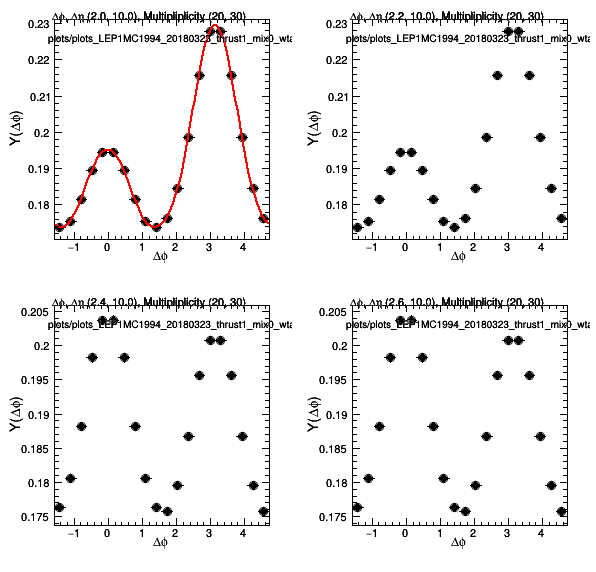 Δϕ, Δη (2.0, 10.0), Multipliplicity (20, 30)
plots/plots_LEP1MC1994_20180323_thrust1_mix0_wta
Y(Δϕ)
0.23
0.22
0.21
0.2
0.19
0.18
−1 0 1 2 3 4
Δϕ
Δϕ, Δη (2.2, 10.0), Multipliplicity (20, 30)
plots/plots_LEP1MC1994_20180323_thrust1_mix0_wta
Y(Δϕ)
0.23
0.22
0.21
0.2
0.19
0.18
−1 0 1 2 3 4
Δϕ
Δϕ, Δη (2.4, 10.0), Multipliplicity (20, 30)
plots/plots_LEP1MC1994_20180323_thrust1_mix0_wta
Y(Δϕ)
0.205
0.2
0.195
0.19
0.185
0.18
0.175
−1 0 1 2 3 4
Δϕ
Δϕ, Δη (2.6, 10.0), Multipliplicity (20, 30)
plots/plots_LEP1MC1994_20180323_thrust1_mix0_wta
Y(Δϕ)
0.205
0.2
0.195
0.19
0.185
0.18
0.175
−1 0 1 2 3 4
Δϕ